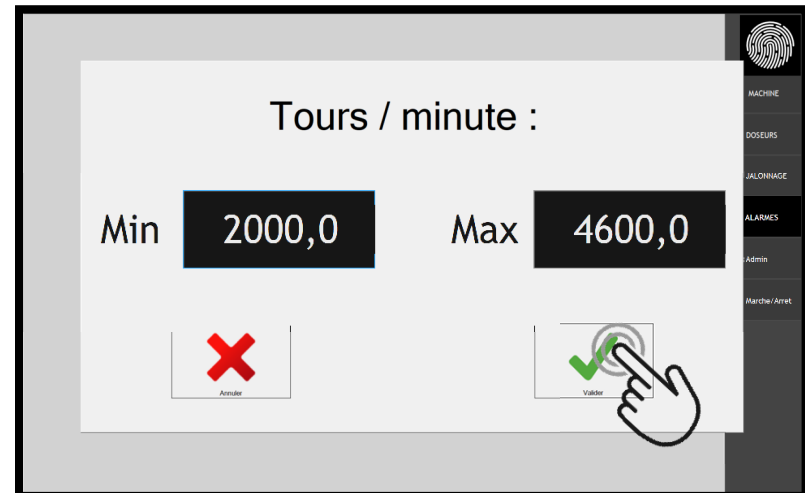 Tours / minute :
Min 2000,0 Max 4600,0
Annuler Valider
MACHINE
DOSEURS
JALONNAGE
ALARMES
Admin
Marche/Arret